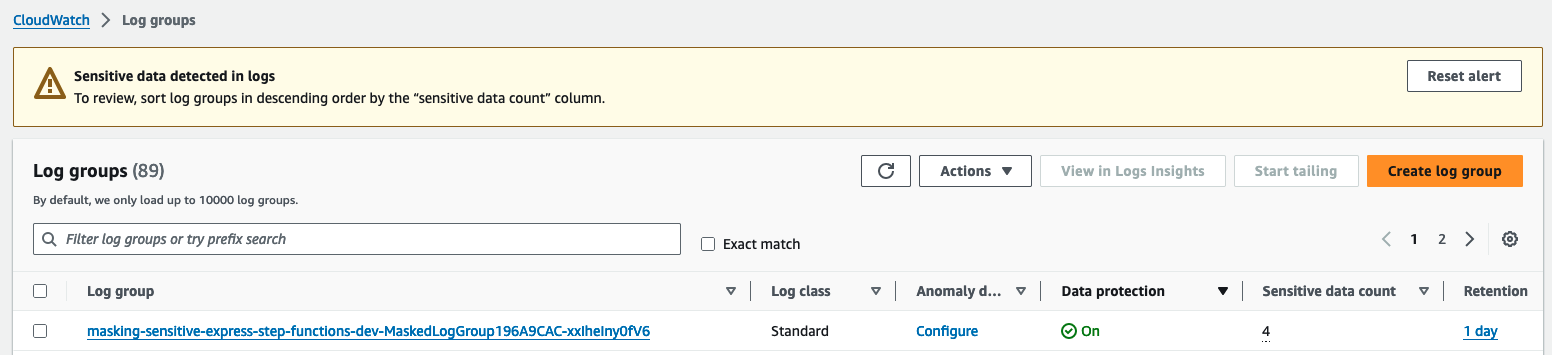 CloudWatch > Log groups
Sensitive data detected in logs
Reset alert
To review, sort log groups in descending order by the “sensitive data count” column.
Log groups (89)
Actions
View in Logs Insights
Start tailing
Create log group
By default, we only load up to 10000 log groups.
Filter log groups or try prefix search
Exact match
1 2
Log group Log class Anomaly d... Data protection Sensitive data count Retention
masking-sensitive-express-step-functions-dev-MaskedLogGroup196A9CAC-xxIheIny0fV6 Standard Configure On 4 1 day